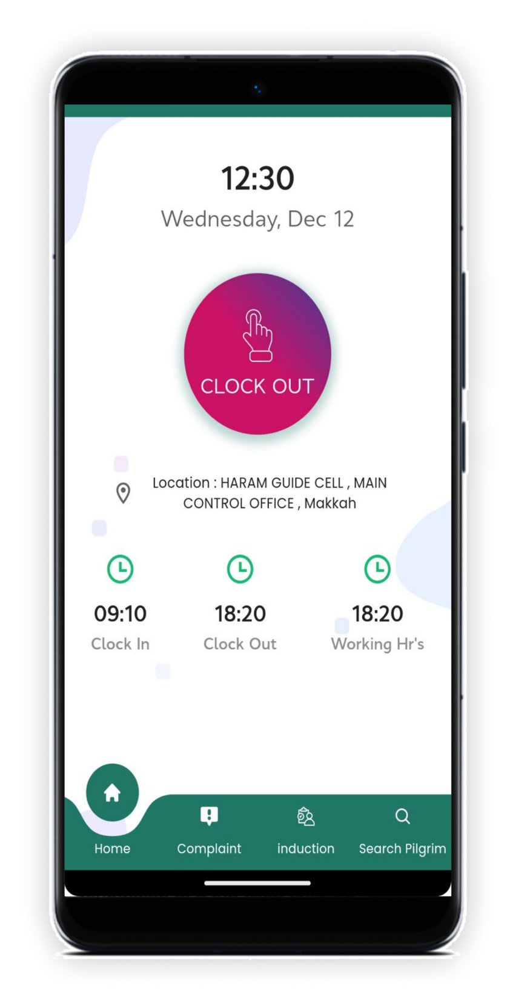 12:30
Wednesday, Dec 12
CLOCK OUT
Location : HARAM GUIDE CELL , MAIN
CONTROL OFFICE , Makkah
09:10 18:20 18:20
Clock In Clock Out Working Hr's
Home Complaint induction Search Pilgrim